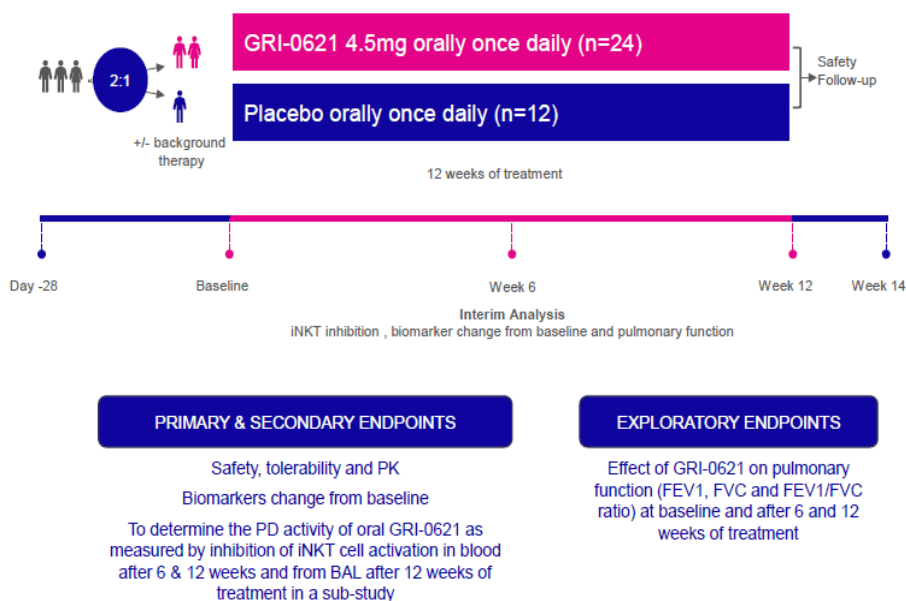 GRI-0621 4.5mg orally once daily (n=24)
2:1
Placebo orally once daily (n=12)
Safety
Follow-up
+/- background
therapy
12 weeks of treatment
Day -28
Baseline
Week 6
Week 12
Week 14
Interim Analysis
iNKT inhibition , biomarker change from baseline and pulmonary function
PRIMARY & SECONDARY ENDPOINTS
Safety, tolerability and PK
Biomarkers change from baseline
To determine the PD activity of oral GRI-0621 as
measured by inhibition of iNKT cell activation in blood
after 6 & 12 weeks and from BAL after 12 weeks of
treatment in a sub-study
EXPLORATORY ENDPOINTS
Effect of GRI-0621 on pulmonary
function (FEV1, FVC and FEV1/FVC
ratio) at baseline and after 6 and 12
weeks of treatment